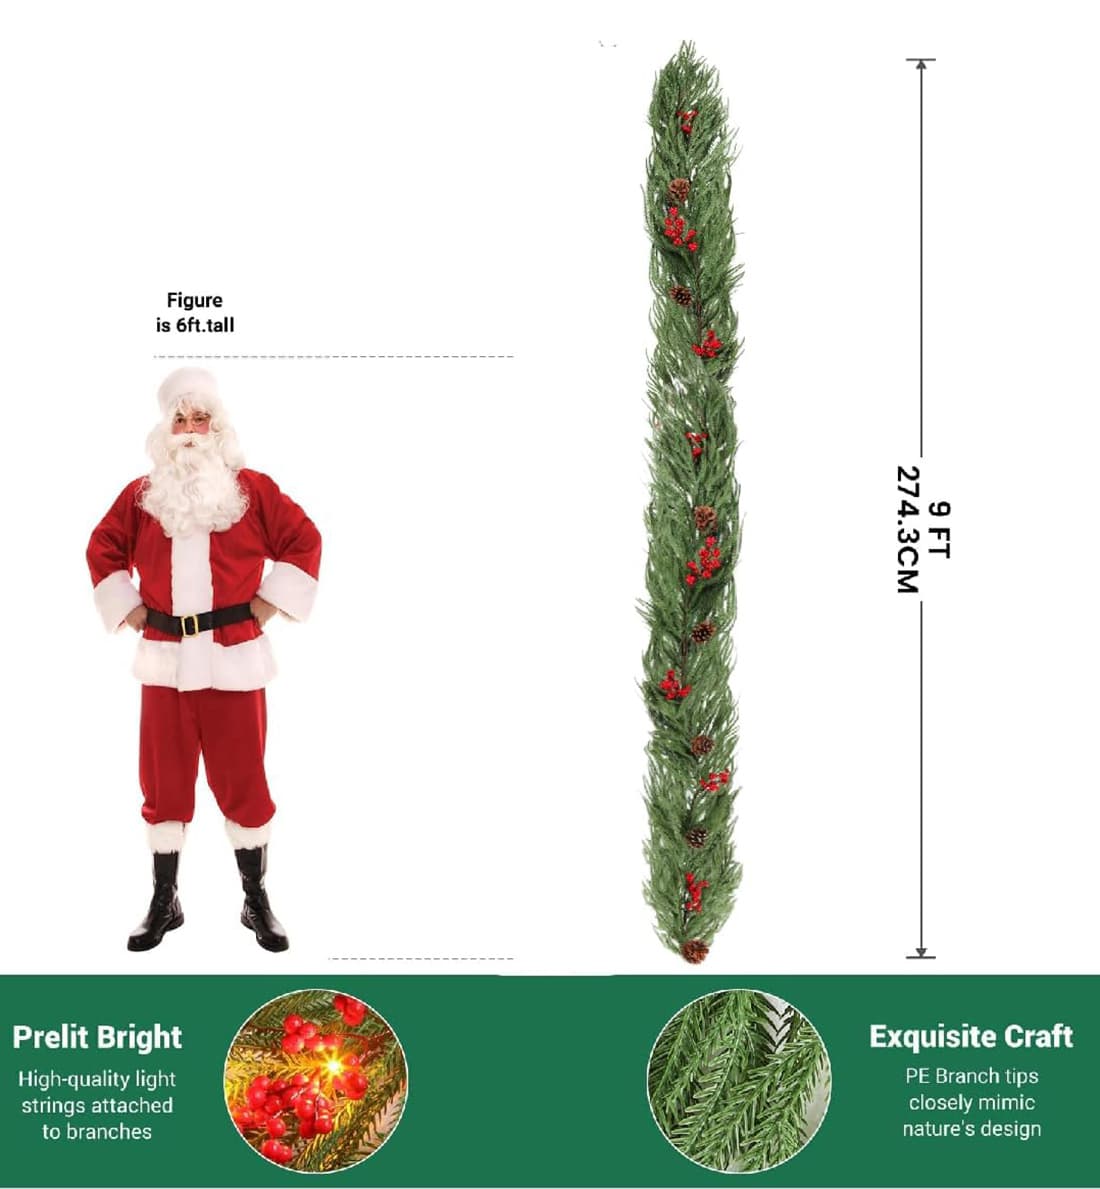 Figure
is 6ft.tall
9 FT
274.3CM
Prelit Bright
High-quality light
strings attached
to branches
Exquisite Craft
PE Branch tips
closely mimic
nature's design